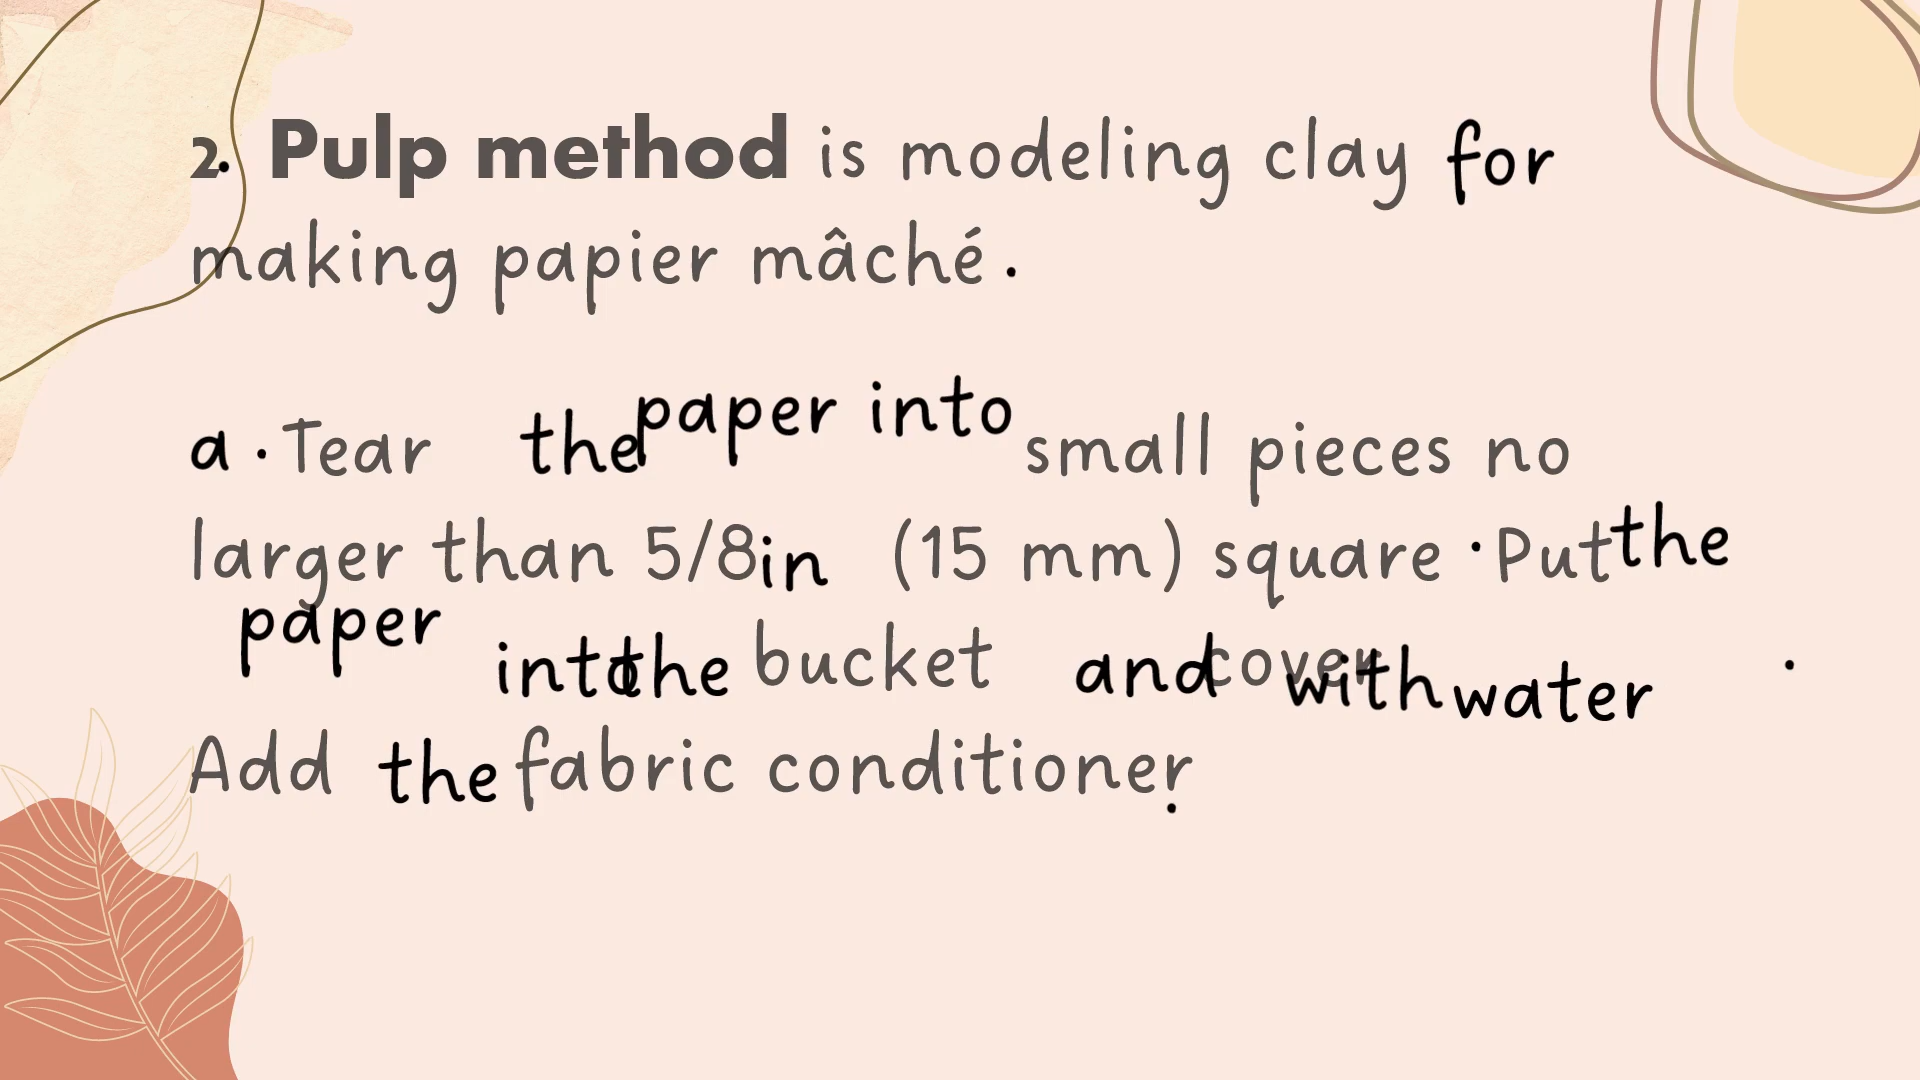 2. Pulp method is modeling clay for
making papier mâché.
a. Tear the paper into small pieces no
larger than 5/8in (15 mm) square. Put the
paper into the bucket and cover with water.
Add the fabric conditioner.